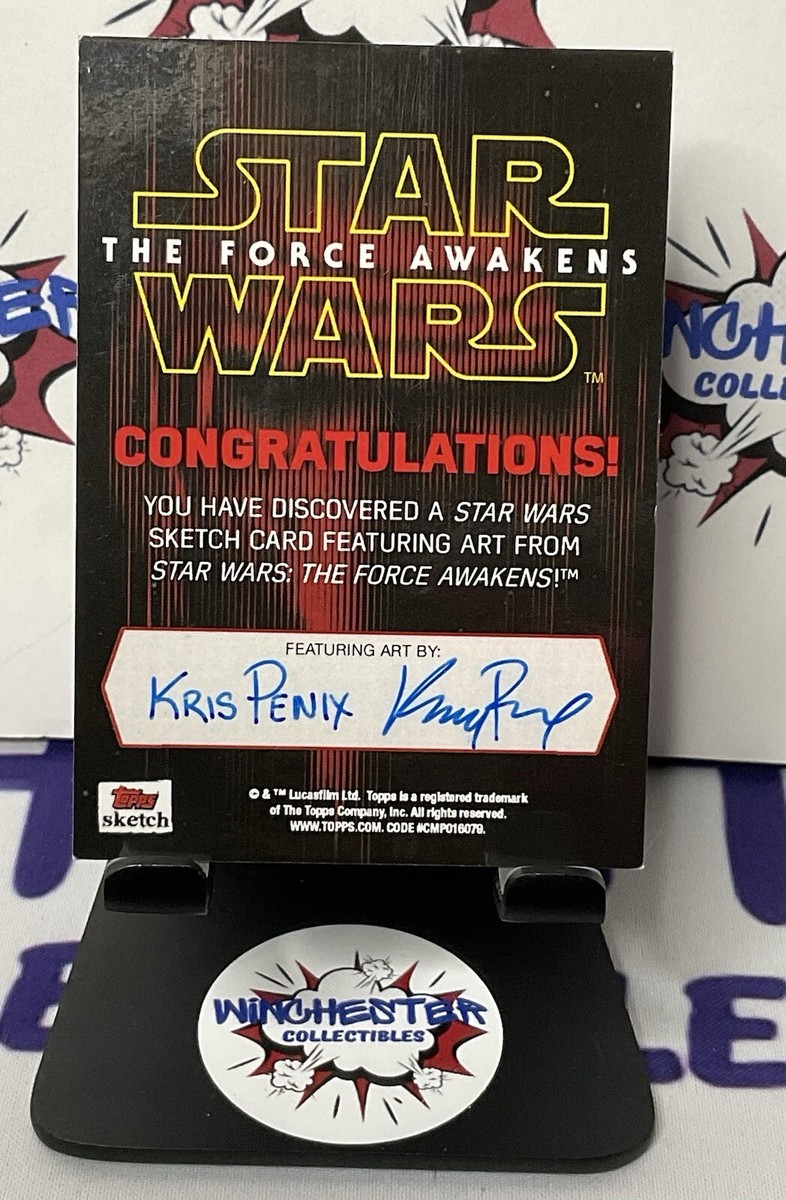 STAR
THE FORCE AWAKENS
WARS
TM
CONGRATULATIONS!
YOU HAVE DISCOVERED A STAR WARS
SKETCH CARD FEATURING ART FROM
STAR WARS: THE FORCE AWAKENS!™
FEATURING ART BY:
KRIS PENIX
Topps
sketch
© & ™ Lucasfilm Ltd. Topps is a registered trademark
of The Topps Company, Inc. All rights reserved.
WWW.TOPPS.COM. CODE #CMP016079.
WINCHESTER
COLLECTIBLES